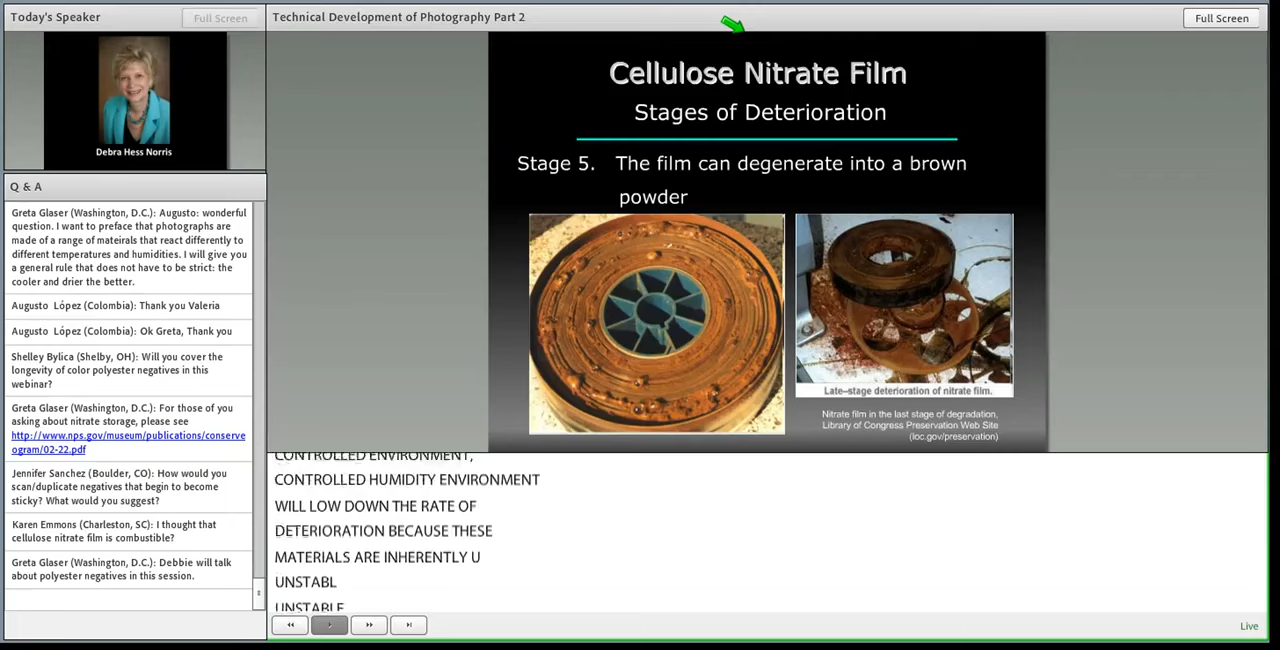 Today's Speaker
Full Screen
Debra Hess Norris
Q & A
Greta Glaser (Washington, D.C.): Augusto: wonderful
question. I want to preface that photographs are
made of a range of mateirals that react differently to
different temperatures and humidities. I will give you
a general rule that does not have to be strict: the
cooler and drier the better.
Augusto López (Colombia): Thank you Valeria
Augusto López (Colombia): Ok Greta, Thank you
Shelley Bylica (Shelby, OH): Will you cover the
longevity of color polyester negatives in this
webinar?
Greta Glaser (Washington, D.C.): For those of you
asking about nitrate storage, please see
http://www.nps.gov/museum/publications/conserve
ogram/02-22.pdf
Jennifer Sanchez (Boulder, CO): How would you
scan/duplicate negatives that begin to become
sticky? What would you suggest?
Karen Emmons (Charleston, SC): I thought that
cellulose nitrate film is combustible?
Greta Glaser (Washington, D.C.): Debbie will talk
about polyester negatives in this session.
Technical Development of Photography Part 2
Full Screen
Cellulose Nitrate Film
Stages of Deterioration
Stage 5. The film can degenerate into a brown
powder
Late-stage deterioration of nitrate film.
Nitrate film in the last stage of degradation,
Library of Congress Preservation Web Site
(loc.gov/preservation)
CONTROLLED ENVIRONMENT,
CONTROLLED HUMIDITY ENVIRONMENT
WILL LOW DOWN THE RATE OF
DETERIORATION BECAUSE THESE
MATERIALS ARE INHERENTLY U
UNSTABL
UNSTABLE
Live